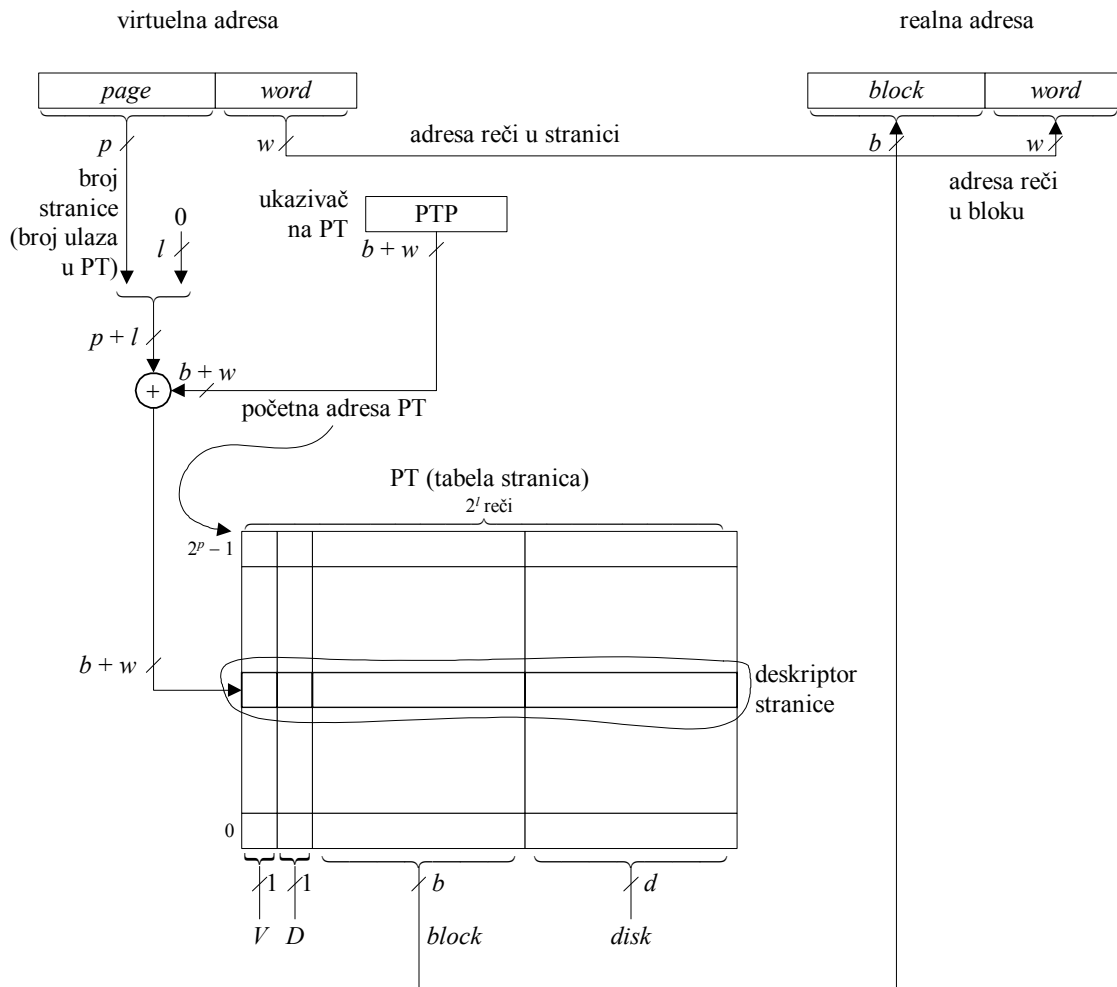 virtuelna adresa
realna adresa
page
word
block
word
p
w
adresa reči u stranici
b
w
broj
stranice
(broj ulaza
u PT)
0
l
ukazivač
na PT
PTP
b + w
adresa reči
u bloku
p + l
+
b + w
početna adresa PT
PT (tabela stranica)
2^l reči
2^p – 1
b + w
deskriptor
stranice
0
1
1
b
d
V
D
block
disk